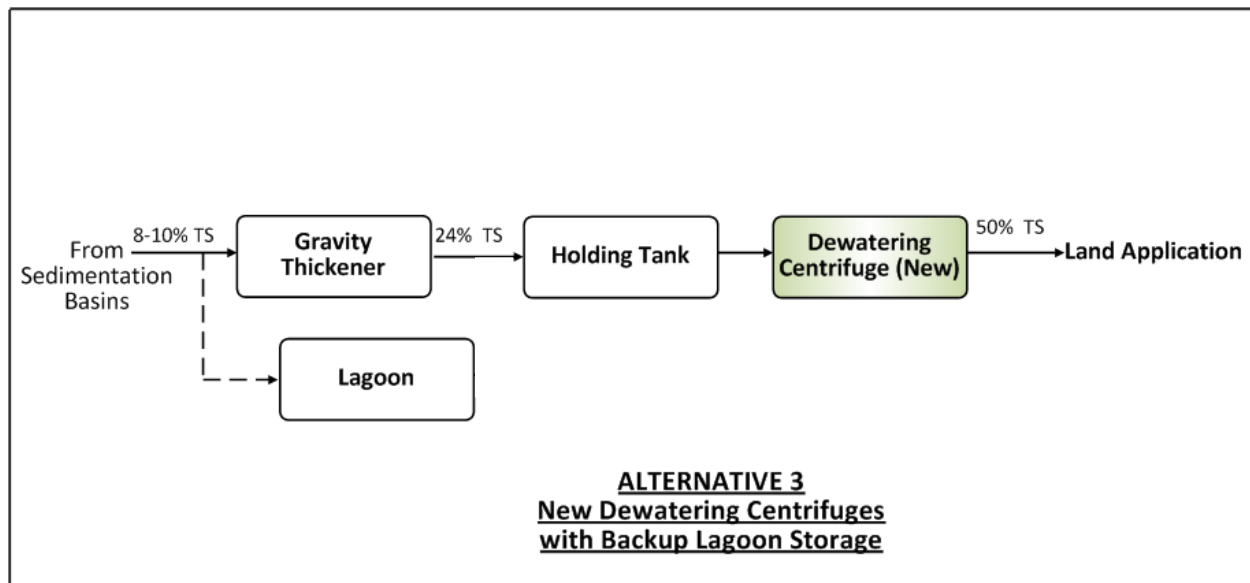 From
Sedimentation
Basins
8-10% TS
Gravity
Thickener
24% TS
Holding Tank
Dewatering
Centrifuge (New)
50% TS
Land Application
Lagoon
ALTERNATIVE 3
New Dewatering Centrifuges
with Backup Lagoon Storage